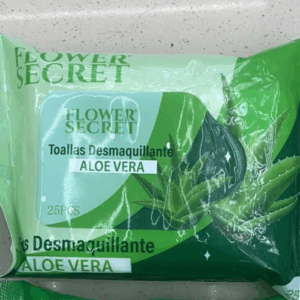 FLOWER
SECRET
FLOWER
SECRET
Toallas Desmaquillante
ALOE VERA
25PCS
s Desmaquillante
ALOE VERA